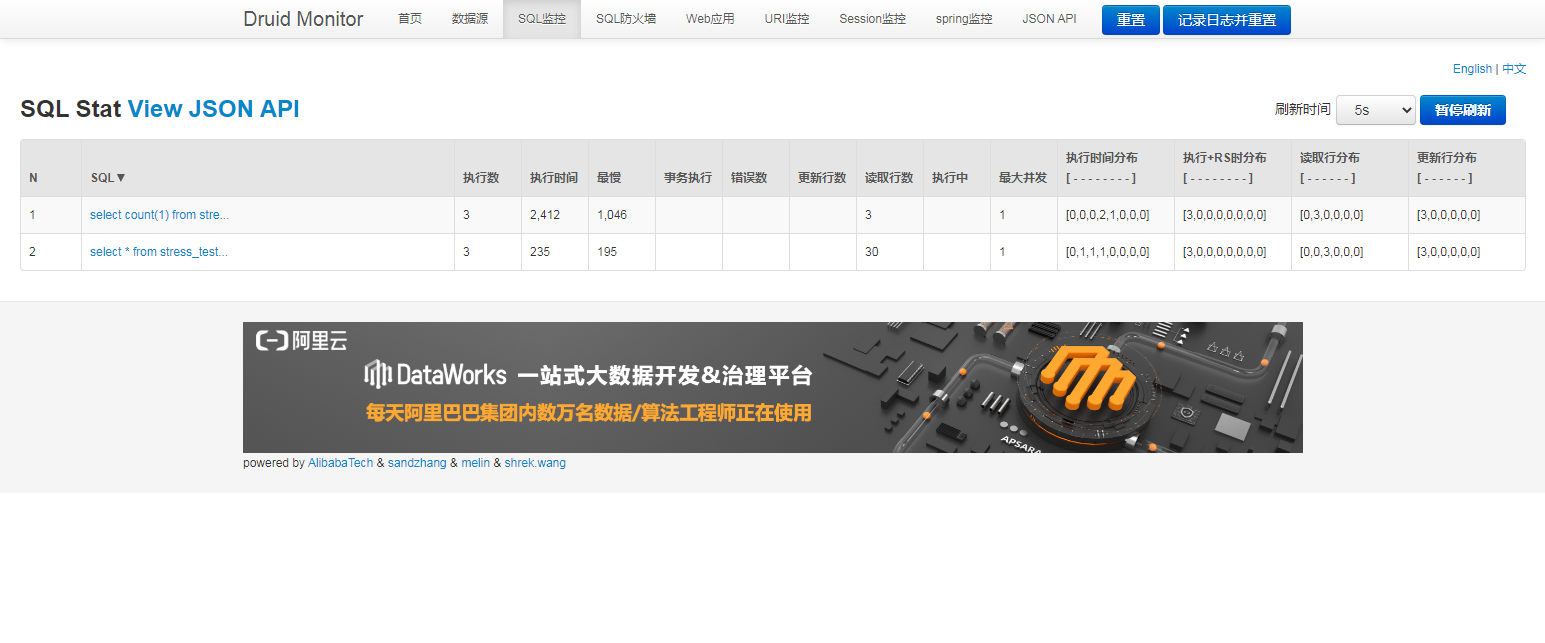 Druid Monitor 首页 数据源 SQL监控 SQL防火墙 Web应用 URI监控 Session监控 spring监控 JSON API 重置 记录日志并重置
English | 中文
SQL Stat View JSON API 刷新时间 5s 暂停刷新
N SQL▼ 执行数 执行时间 最慢 事务执行 错误数 更新行数 读取行数 执行中 最大并发 执行时间分布 执行+RS时分布 读取行分布 更新行分布
[ - - - - - - - - ] [ - - - - - - - - ] [ - - - - - - ] [ - - - - - - ]
1 select count(1) from stre... 3 2,412 1,046 3 1 [0,0,0,2,1,0,0,0] [3,0,0,0,0,0,0,0] [0,3,0,0,0,0] [3,0,0,0,0,0]
2 select * from stress_test... 3 235 195 30 1 [0,1,1,1,0,0,0,0] [3,0,0,0,0,0,0,0] [0,0,3,0,0,0] [3,0,0,0,0,0]
阿里云
DataWorks 一站式大数据开发&治理平台
每天阿里巴巴集团内数万名数据/算法工程师正在使用
powered by AlibabaTech & sandzhang & melin & shrek.wang